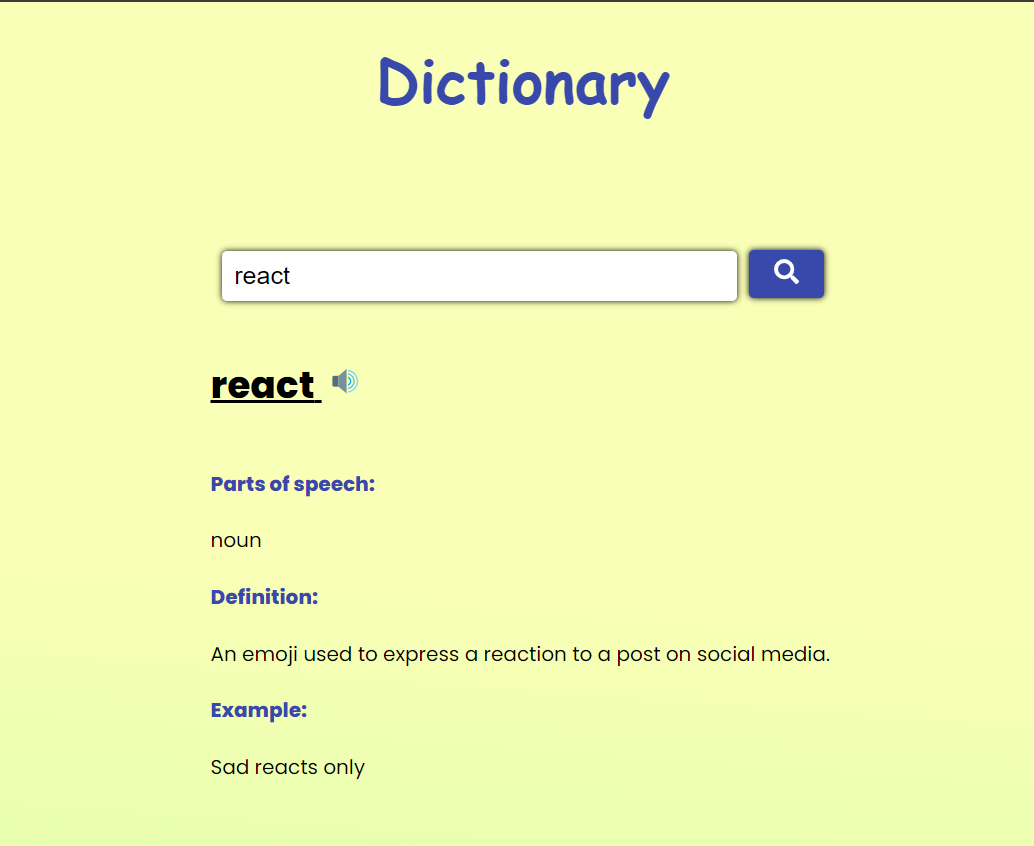 Dictionary
react
react
Parts of speech:
noun
Definition:
An emoji used to express a reaction to a post on social media.
Example:
Sad reacts only